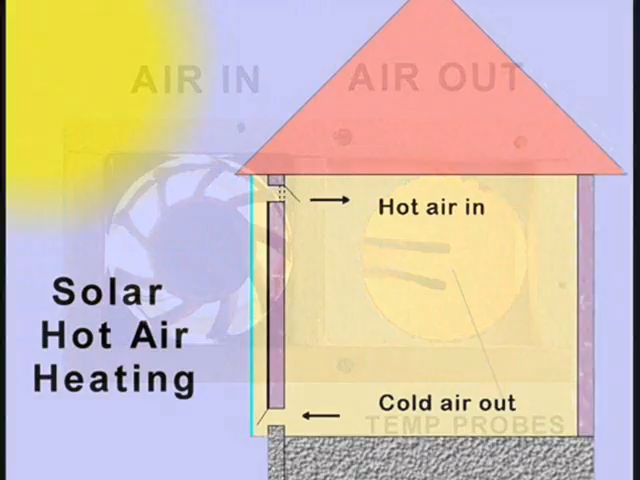 AIR IN
AIR OUT
Hot air in
Solar
Hot Air
Heating
Cold air out
TEMP PROBES